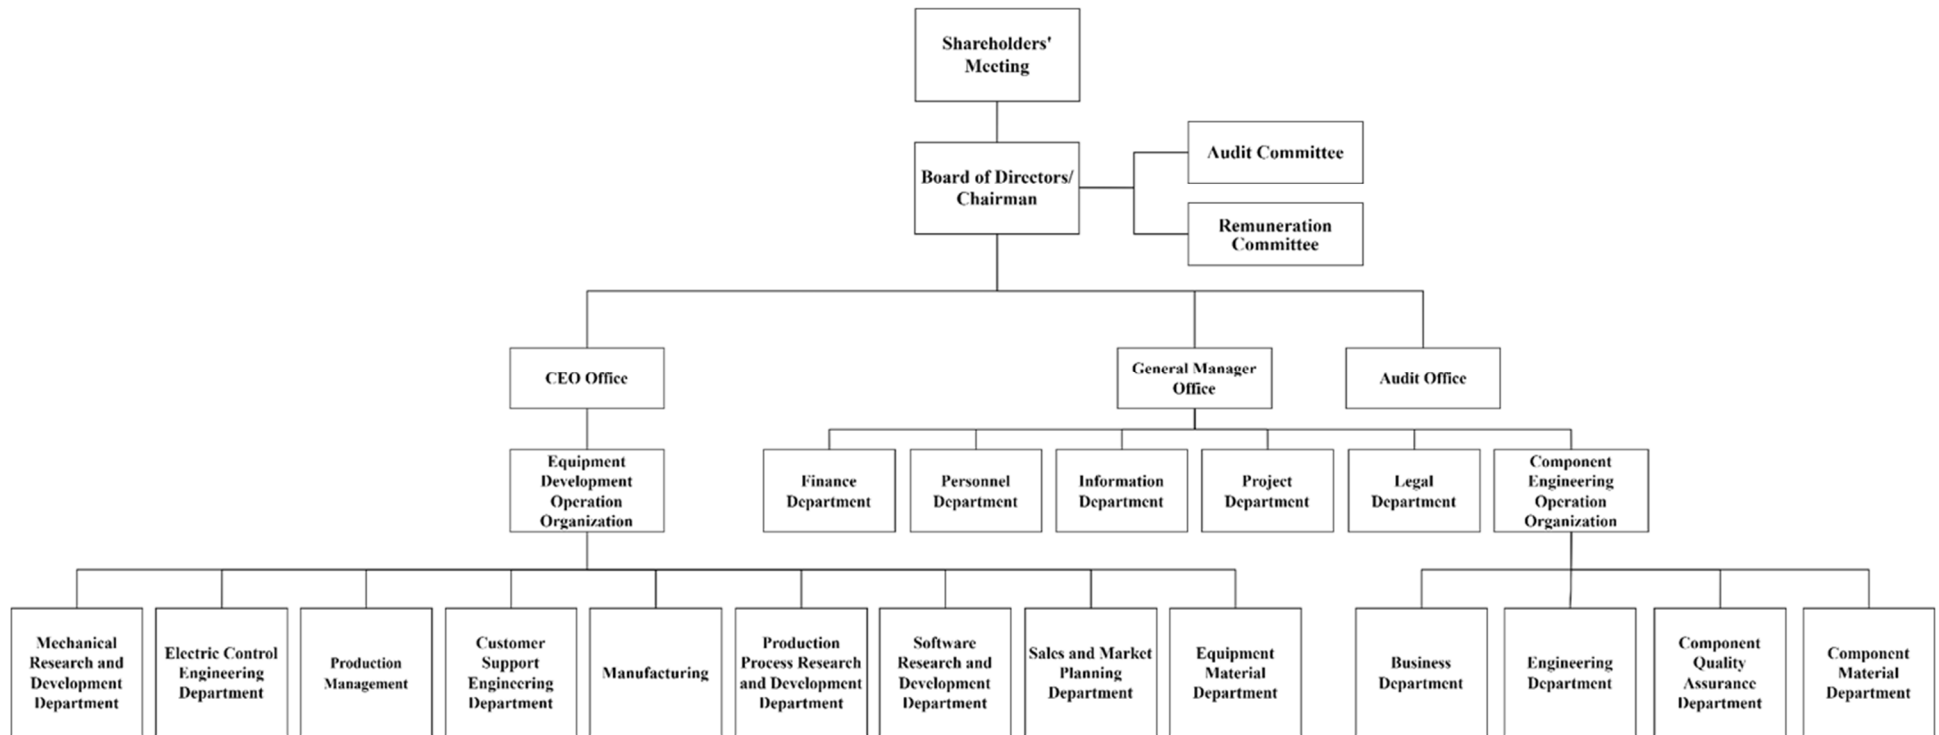 Shareholders'
Meeting
Board of Directors/
Chairman
Audit Committee
Remuneration
Committee
CEO Office
General Manager
Office
Audit Office
Equipment
Development
Operation
Organization
Finance
Department
Personnel
Department
Information
Department
Project
Department
Legal
Department
Component
Engineering
Operation
Organization
Mechanical
Research and
Development
Department
Electric Control
Engineering
Department
Production
Management
Customer
Support
Engineering
Department
Manufacturing
Production
Process Research
and Development
Department
Software
Research and
Development
Department
Sales and Market
Planning
Department
Equipment
Material
Department
Business
Department
Engineering
Department
Component
Quality
Assurance
Department
Component
Material
Department